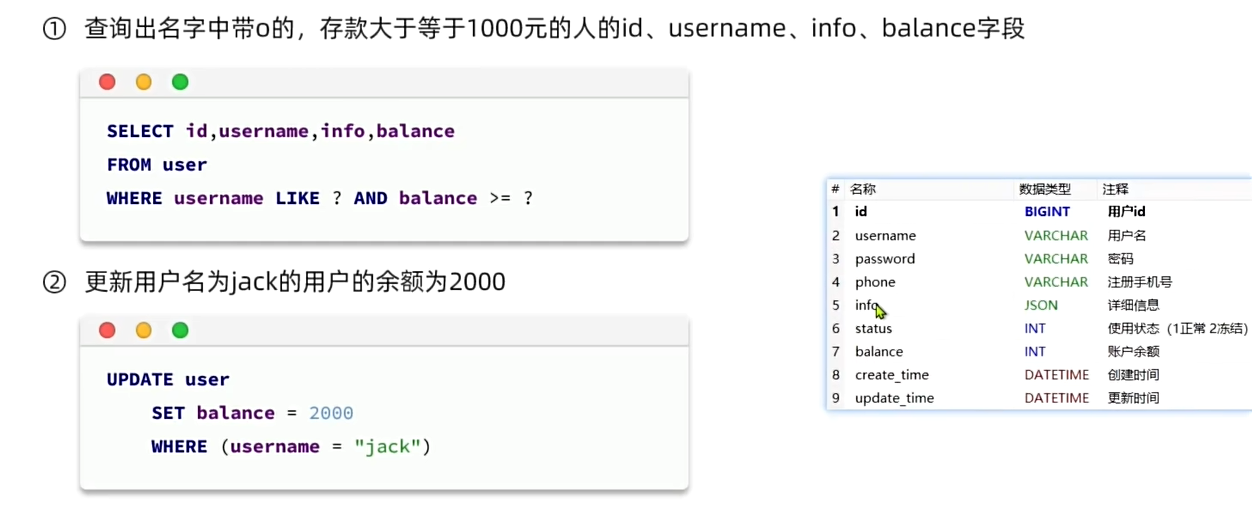 ① 查询出名字中带o的，存款大于等于1000元的人的id、username、info、balance字段
SELECT id,username,info,balance
FROM user
WHERE username LIKE ? AND balance >= ?
② 更新用户名为jack的用户的余额为2000
UPDATE user
SET balance = 2000
WHERE (username = "jack")
# 名称 数据类型 注释
1 id BIGINT 用户id
2 username VARCHAR 用户名
3 password VARCHAR 密码
4 phone VARCHAR 注册手机号
5 info JSON 详细信息
6 status INT 使用状态（1正常 2冻结）
7 balance INT 账户余额
8 create_time DATETIME 创建时间
9 update_time DATETIME 更新时间